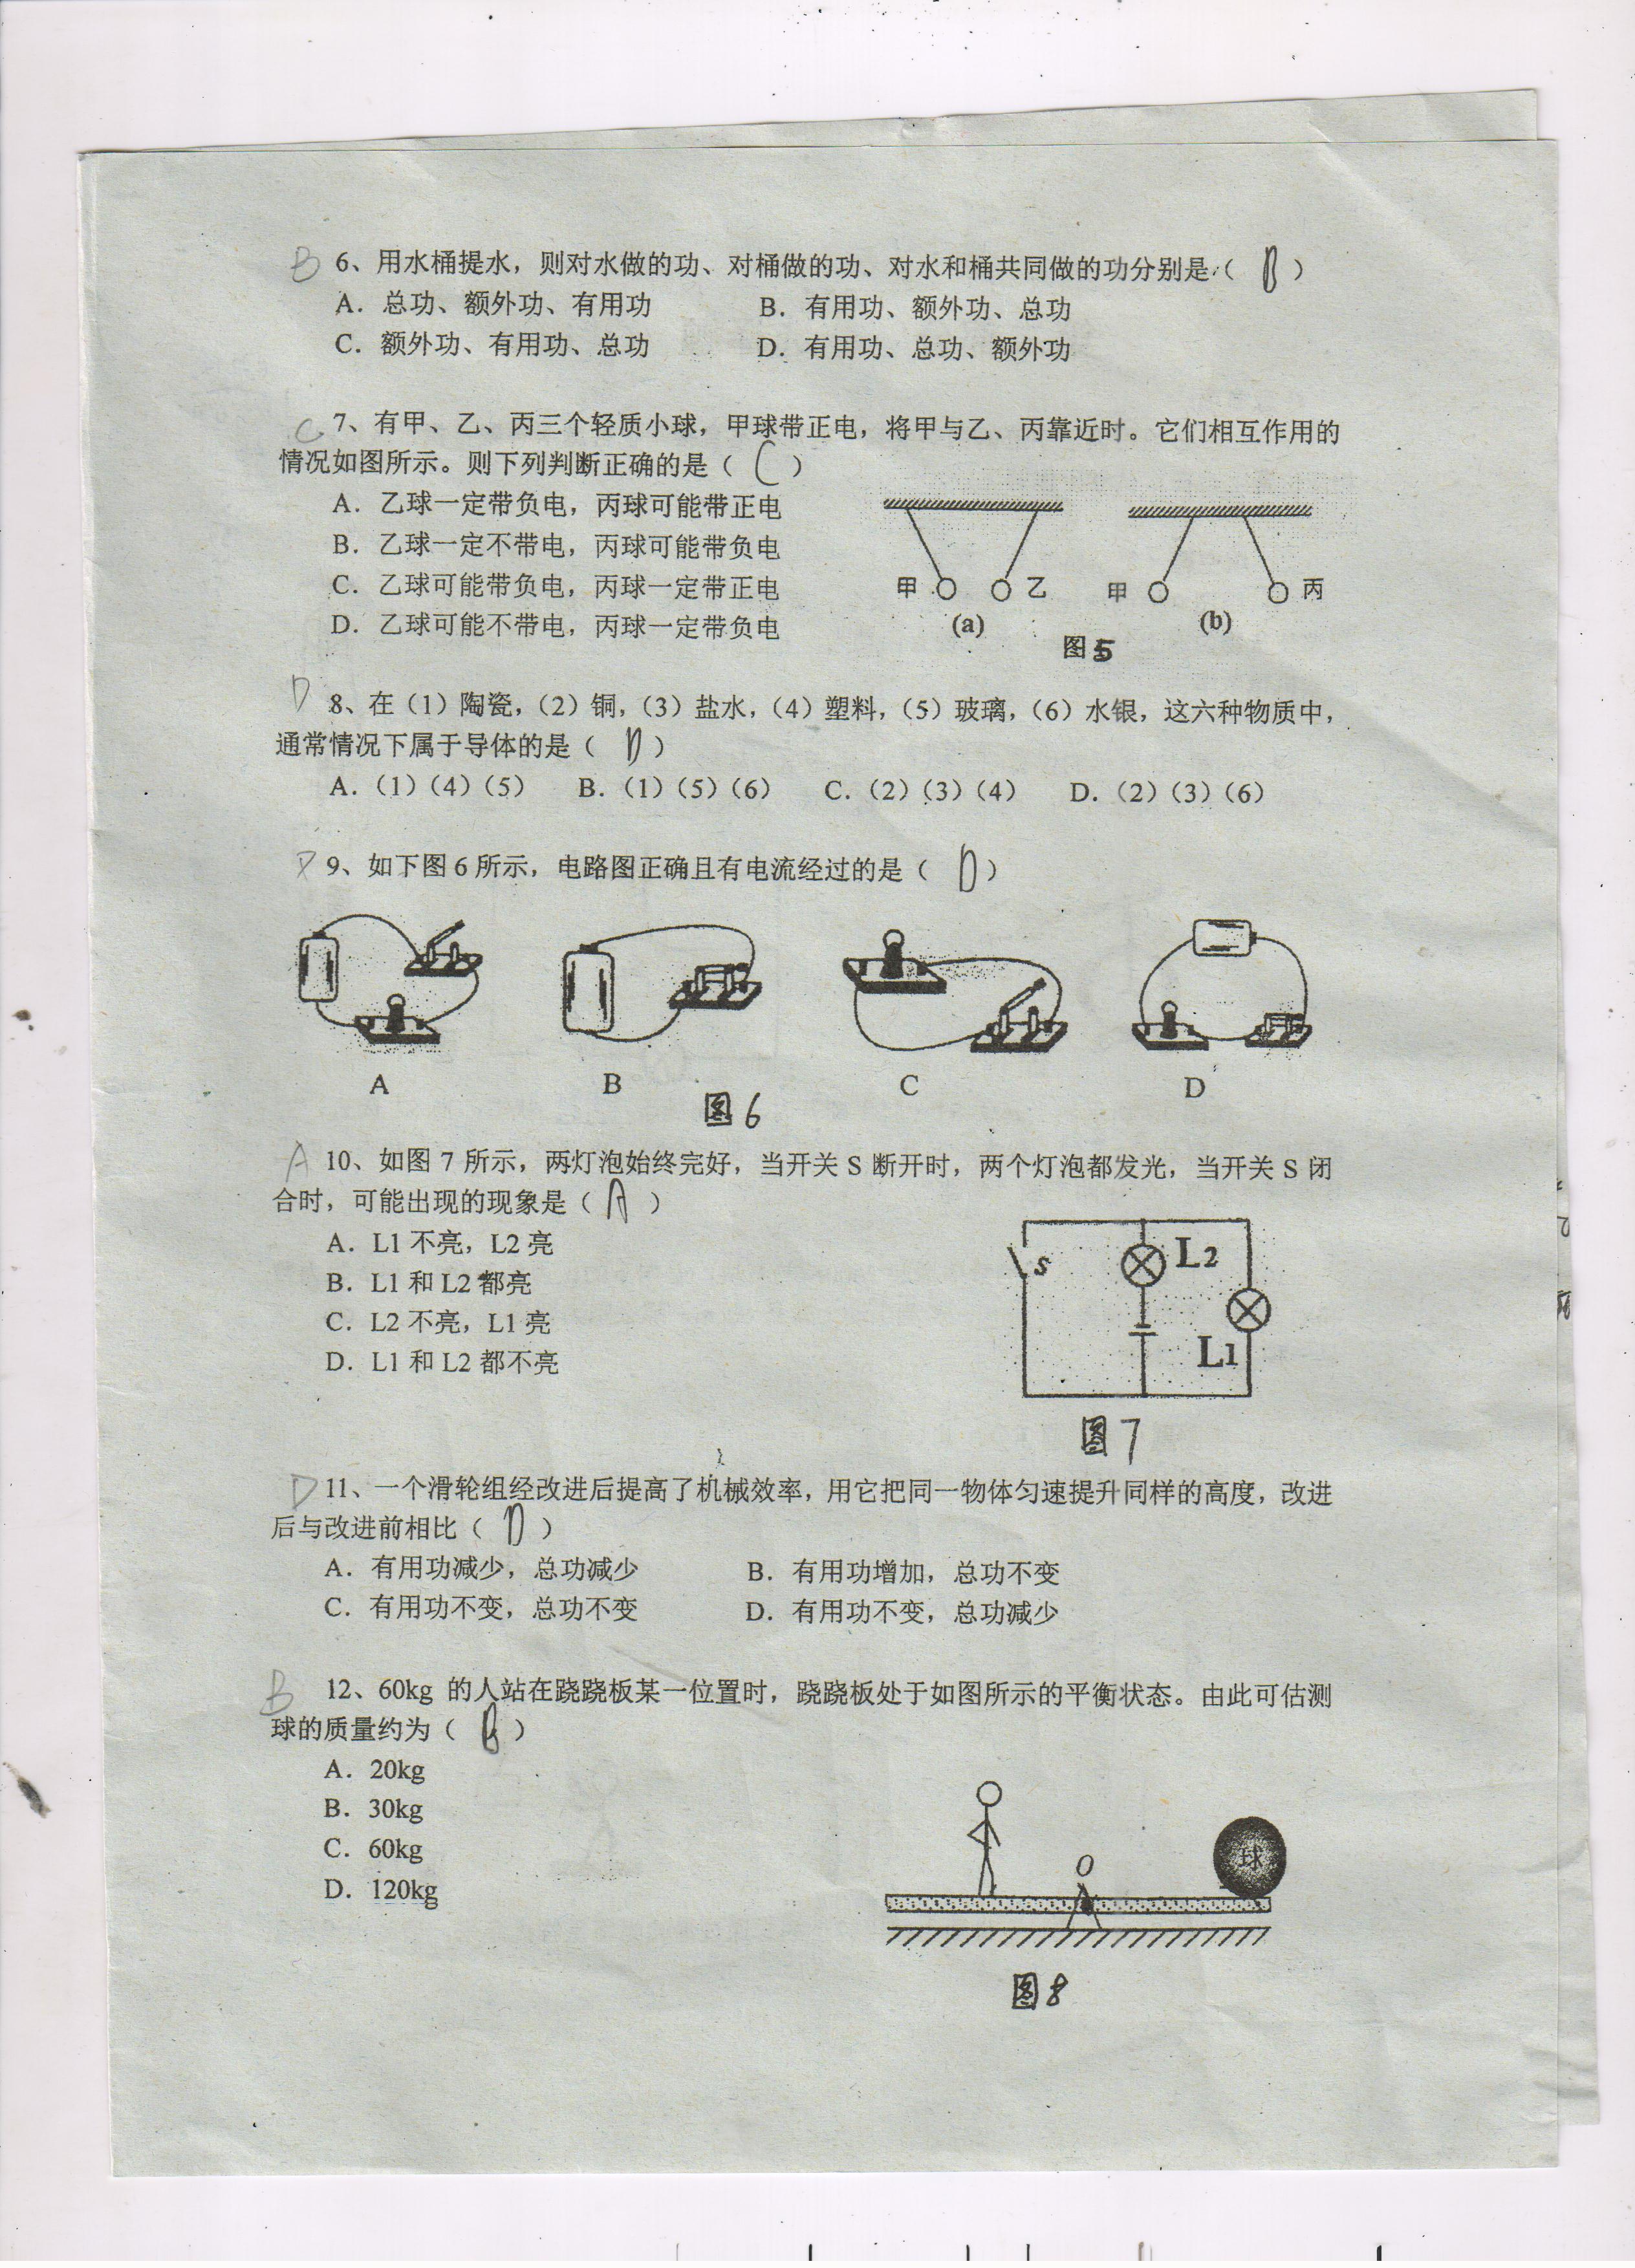 B 6、用水桶提水，则对水做的功、对桶做的功、对水和桶共同做的功分别是（ B ）
A．总功、额外功、有用功 B．有用功、额外功、总功
C．额外功、有用功、总功 D．有用功、总功、额外功
C 7、有甲、乙、丙三个轻质小球，甲球带正电，将甲与乙、丙靠近时。它们相互作用的
情况如图所示。则下列判断正确的是（ C ）
A．乙球一定带负电，丙球可能带正电
B．乙球一定不带电，丙球可能带负电
C．乙球可能带负电，丙球一定带正电
D．乙球可能不带电，丙球一定带负电
甲 乙 甲 丙
(a) (b)
图5
D 8、在（1）陶瓷，（2）铜，（3）盐水，（4）塑料，（5）玻璃，（6）水银，这六种物质中，
通常情况下属于导体的是（ D ）
A．（1）（4）（5） B．（1）（5）（6） C．（2）（3）（4） D．（2）（3）（6）
D 9、如下图 6 所示，电路图正确且有电流经过的是（ D ）
A B C D
图6
A 10、如图 7 所示，两灯泡始终完好，当开关 S 断开时，两个灯泡都发光，当开关 S 闭
合时，可能出现的现象是（ A ）
A．L1 不亮，L2 亮
B．L1 和 L2 都亮
C．L2 不亮，L1 亮
D．L1 和 L2 都不亮
S L2
L1
图7
D 11、一个滑轮组经改进后提高了机械效率，用它把同一物体匀速提升同样的高度，改进
后与改进前相比（ D ）
A．有用功减少，总功减少 B．有用功增加，总功不变
C．有用功不变，总功不变 D．有用功不变，总功减少
B 12、60kg 的人站在跷跷板某一位置时，跷跷板处于如图所示的平衡状态。由此可估测
球的质量约为（ B ）
A．20kg
B．30kg
C．60kg
D．120kg
O 球
图8